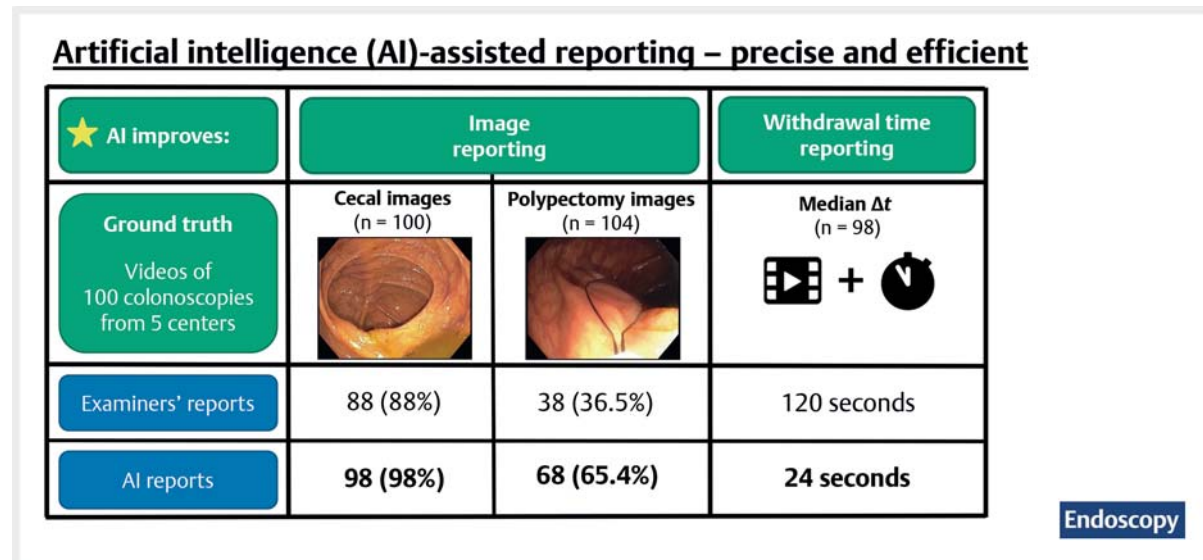 Artificial intelligence (AI)-assisted reporting – precise and efficient
AI improves:
Image
reporting
Withdrawal time
reporting
Ground truth
Videos of
100 colonoscopies
from 5 centers
Cecal images
(n = 100)
Polypectomy images
(n = 104)
Median Δt
(n = 98)
Examiners’ reports
88 (88%)
38 (36.5%)
120 seconds
AI reports
98 (98%)
68 (65.4%)
24 seconds
Endoscopy